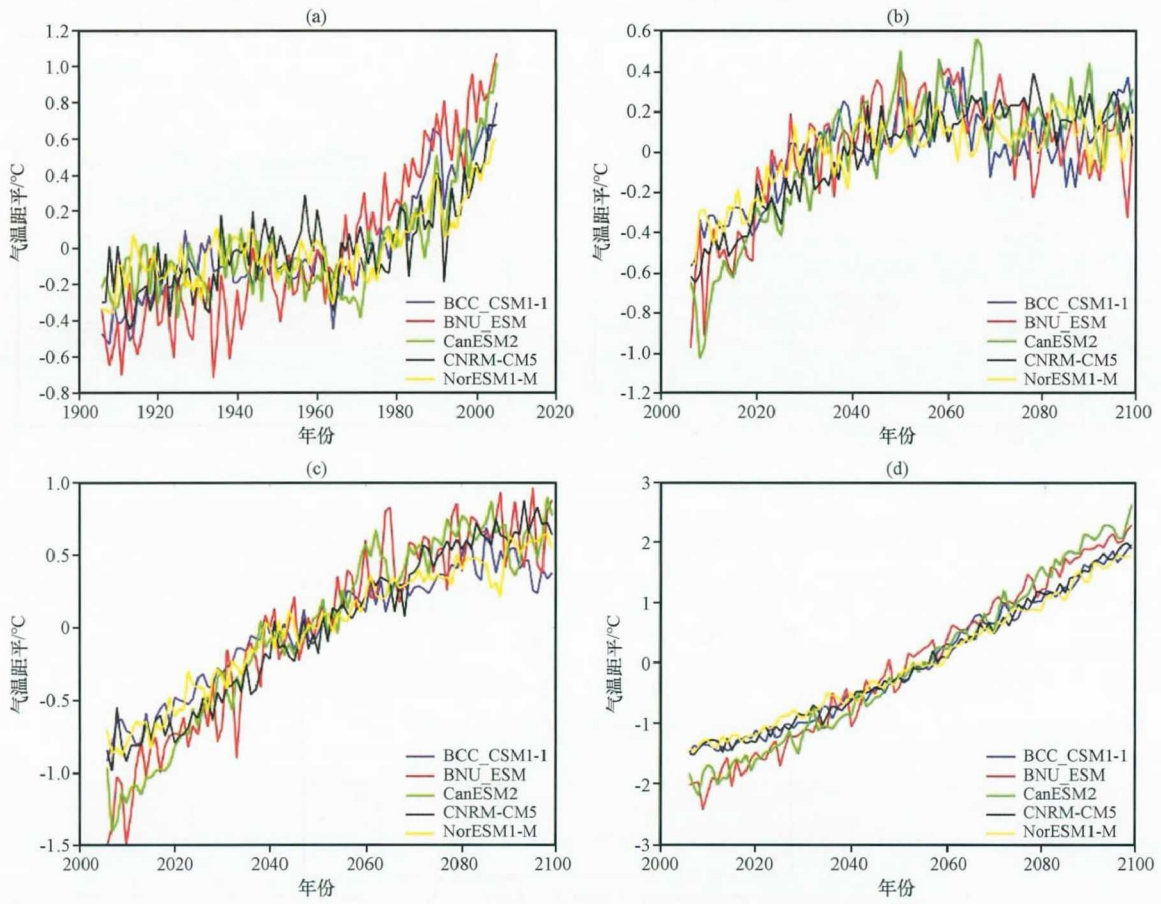 (a)
1.2
1.0
0.8
0.6
0.4
0.2
0
-0.2
-0.4
-0.6
-0.8
气温距平/°C
1900 1920 1940 1960 1980 2000 2020
年份
BCC_CSM1-1
BNU_ESM
CanESM2
CNRM-CM5
NorESM1-M
(b)
0.6
0.4
0.2
0
-0.2
-0.4
-0.6
-0.8
-1.0
-1.2
气温距平/°C
2000 2020 2040 2060 2080 2100
年份
BCC_CSM1-1
BNU_ESM
CanESM2
CNRM-CM5
NorESM1-M
(c)
1.0
0.5
0
-0.5
-1.0
-1.5
气温距平/°C
2000 2020 2040 2060 2080 2100
年份
BCC_CSM1-1
BNU_ESM
CanESM2
CNRM-CM5
NorESM1-M
(d)
3
2
1
0
-1
-2
-3
气温距平/°C
2000 2020 2040 2060 2080 2100
年份
BCC_CSM1-1
BNU_ESM
CanESM2
CNRM-CM5
NorESM1-M